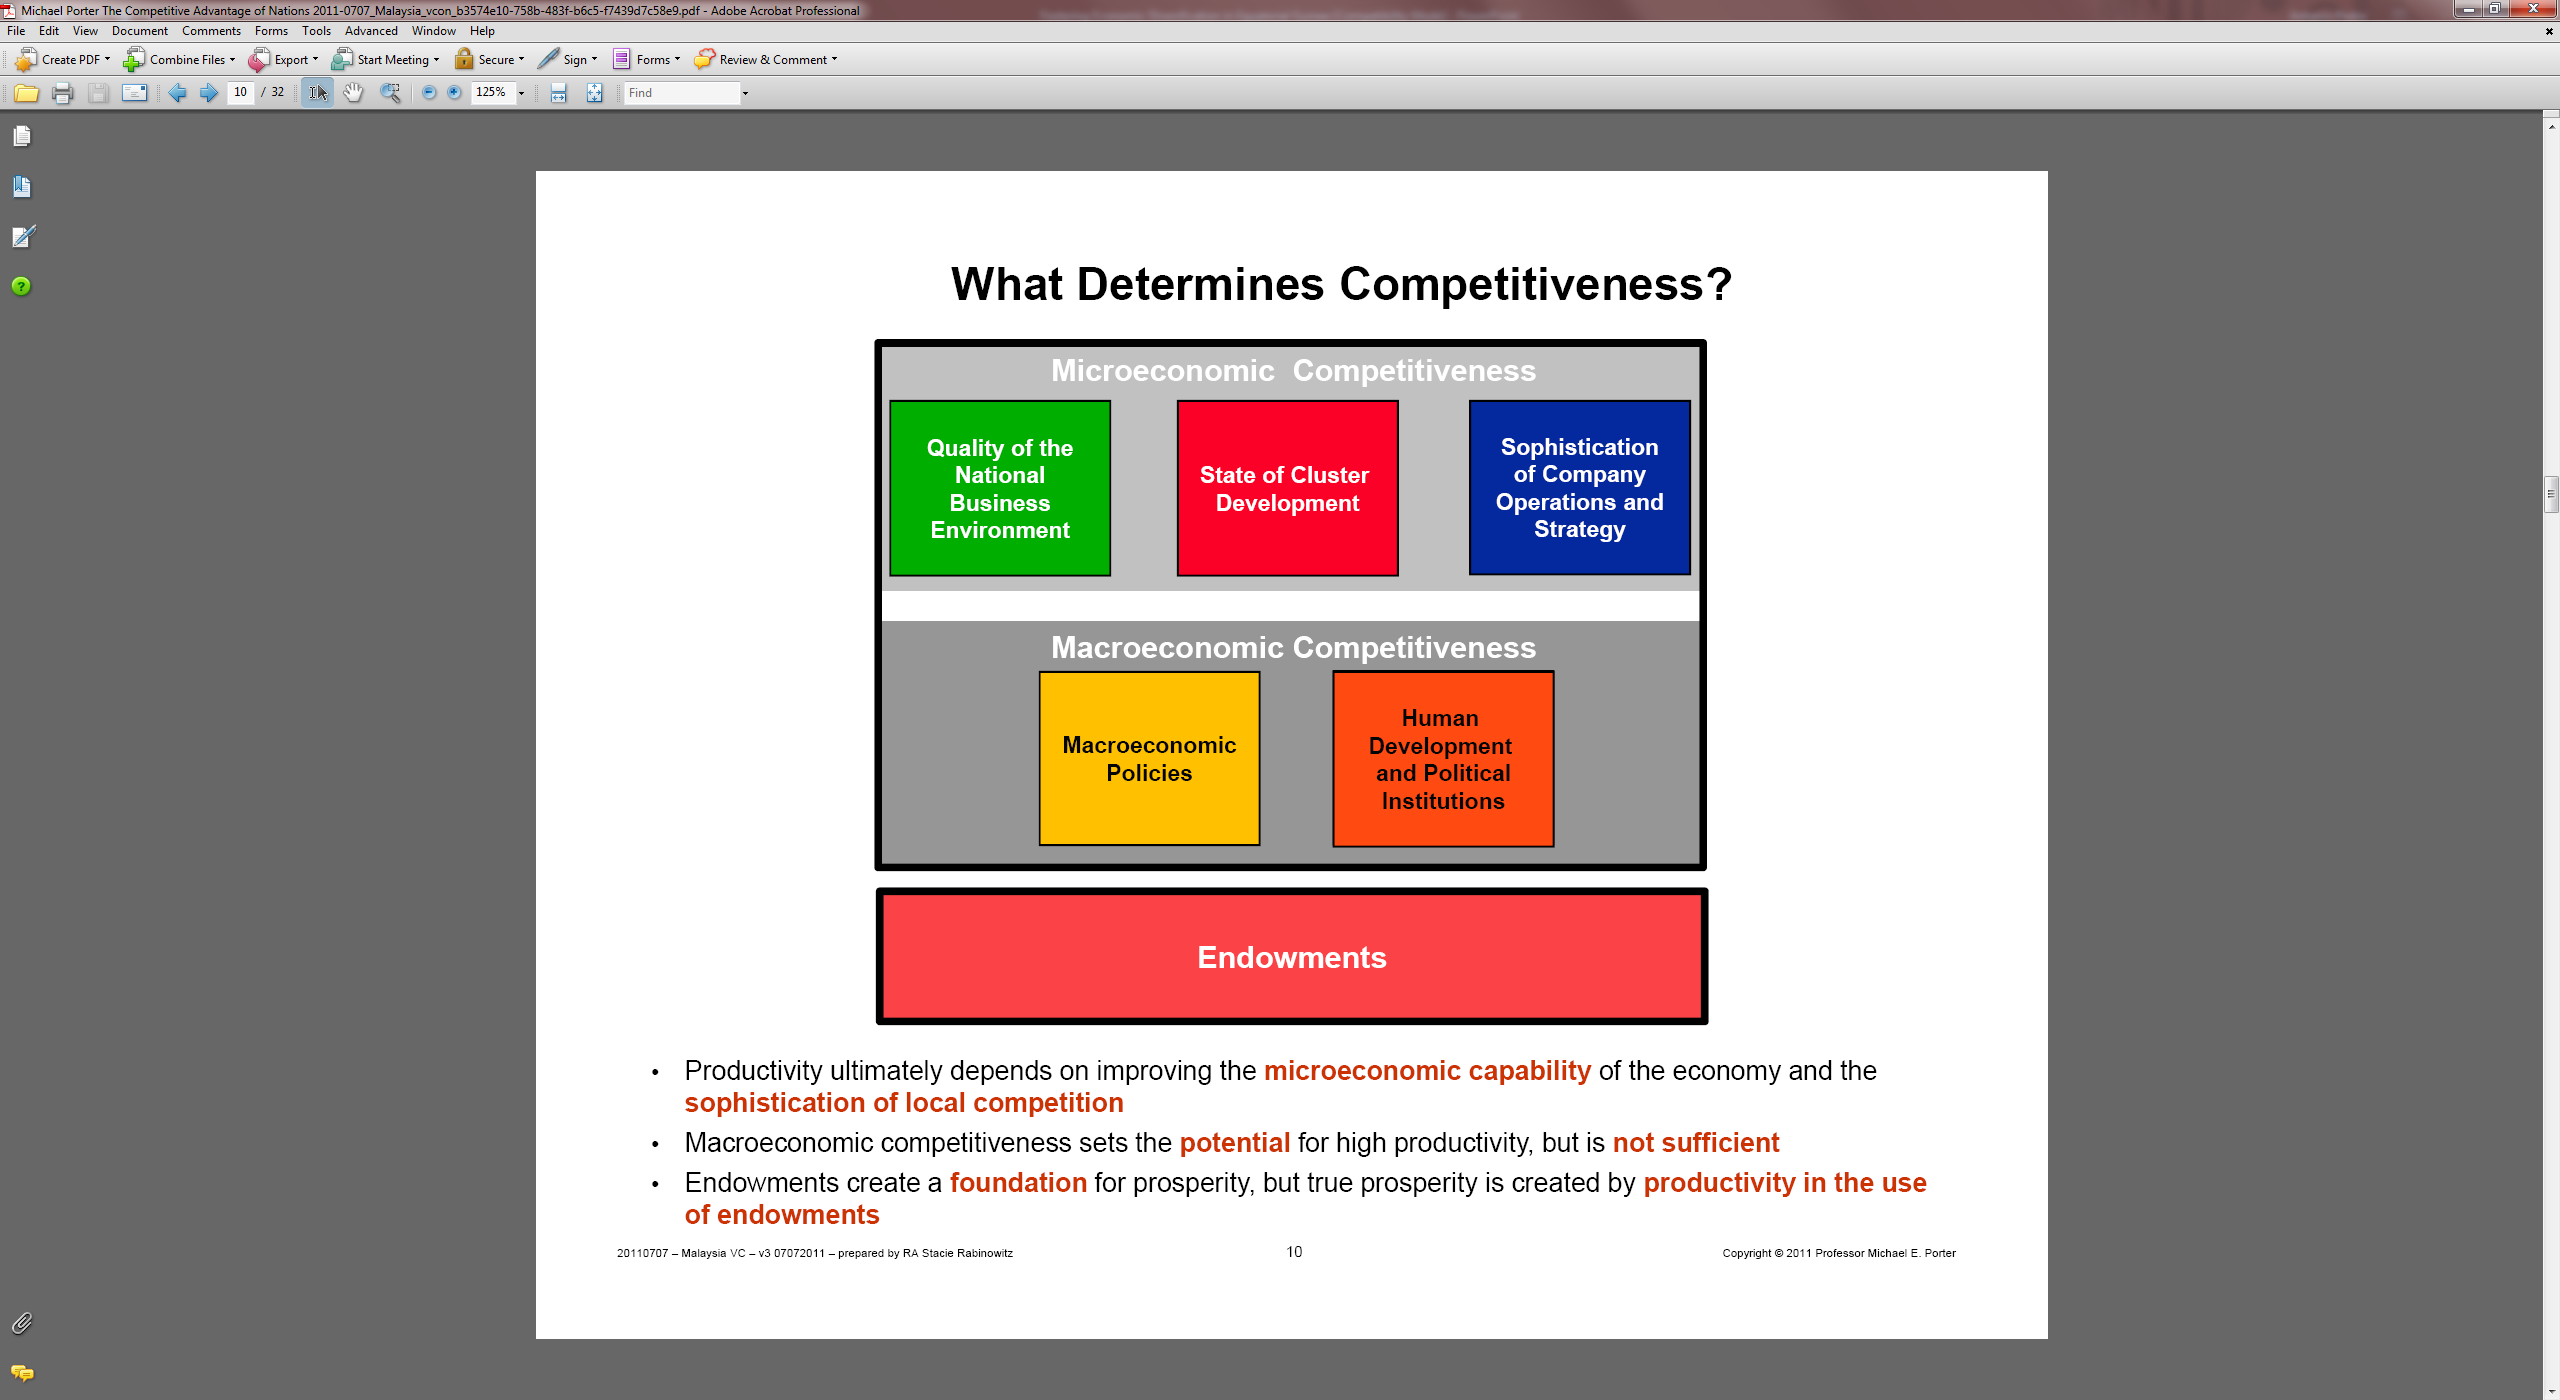 Michael Porter The Competitive Advantage of Nations 2011-0707_Malaysia_vcon_b3574e10-758b-483f-b6c5-f7439d7c58e9.pdf - Adobe Acrobat Professional
File Edit View Document Comments Forms Tools Advanced Window Help
Create PDF Combine Files Export Start Meeting Secure Sign Forms Review & Comment
10 / 32 125% Find
What Determines Competitiveness?
Microeconomic Competitiveness
Quality of the
National
Business
Environment
State of Cluster
Development
Sophistication
of Company
Operations and
Strategy
Macroeconomic Competitiveness
Macroeconomic
Policies
Human
Development
and Political
Institutions
Endowments
• Productivity ultimately depends on improving the microeconomic capability of the economy and the
sophistication of local competition
• Macroeconomic competitiveness sets the potential for high productivity, but is not sufficient
• Endowments create a foundation for prosperity, but true prosperity is created by productivity in the use
of endowments
20110707 – Malaysia VC – v3 07072011 – prepared by RA Stacie Rabinowitz
10
Copyright © 2011 Professor Michael E. Porter